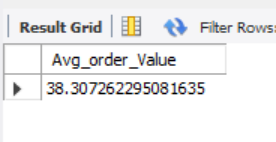 Result Grid Filter Rows:
Avg_order_Value
38.307262295081635